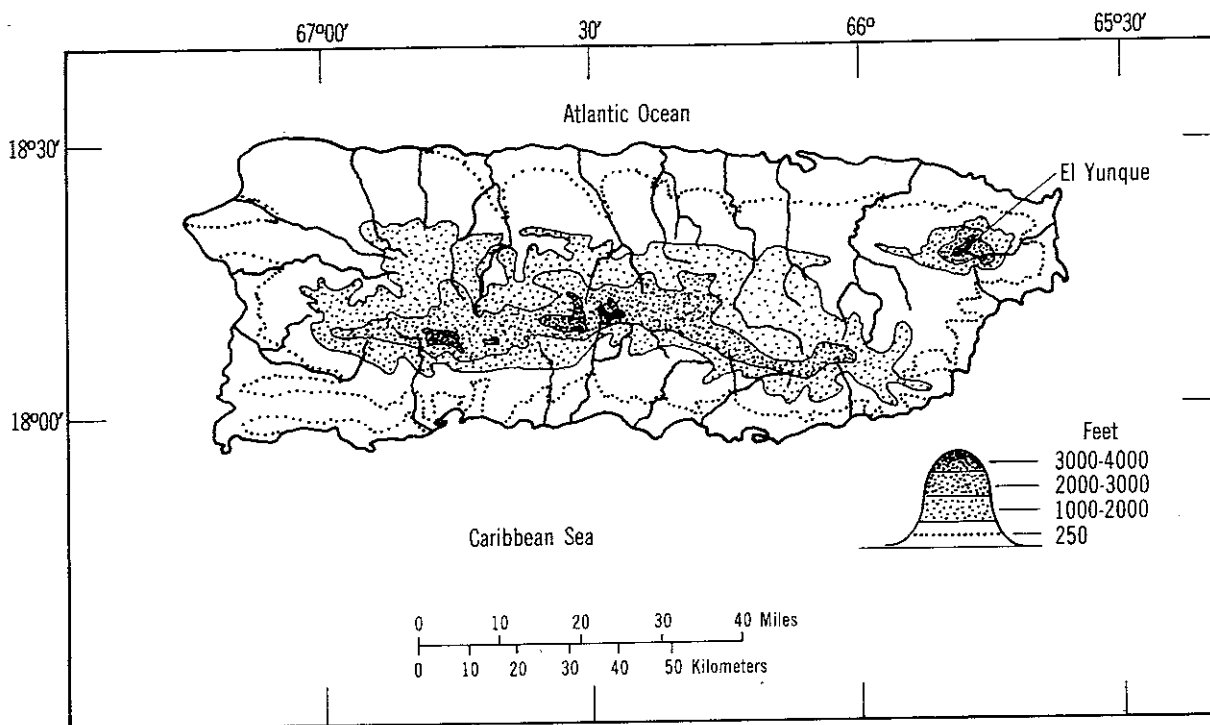 67°00′ 30′ 66° 65°30′
Atlantic Ocean
18°30′
El Yunque
18°00′
Feet
3000-4000
2000-3000
1000-2000
250
Caribbean Sea
0 10 20 30 40 Miles
0 10 20 30 40 50 Kilometers